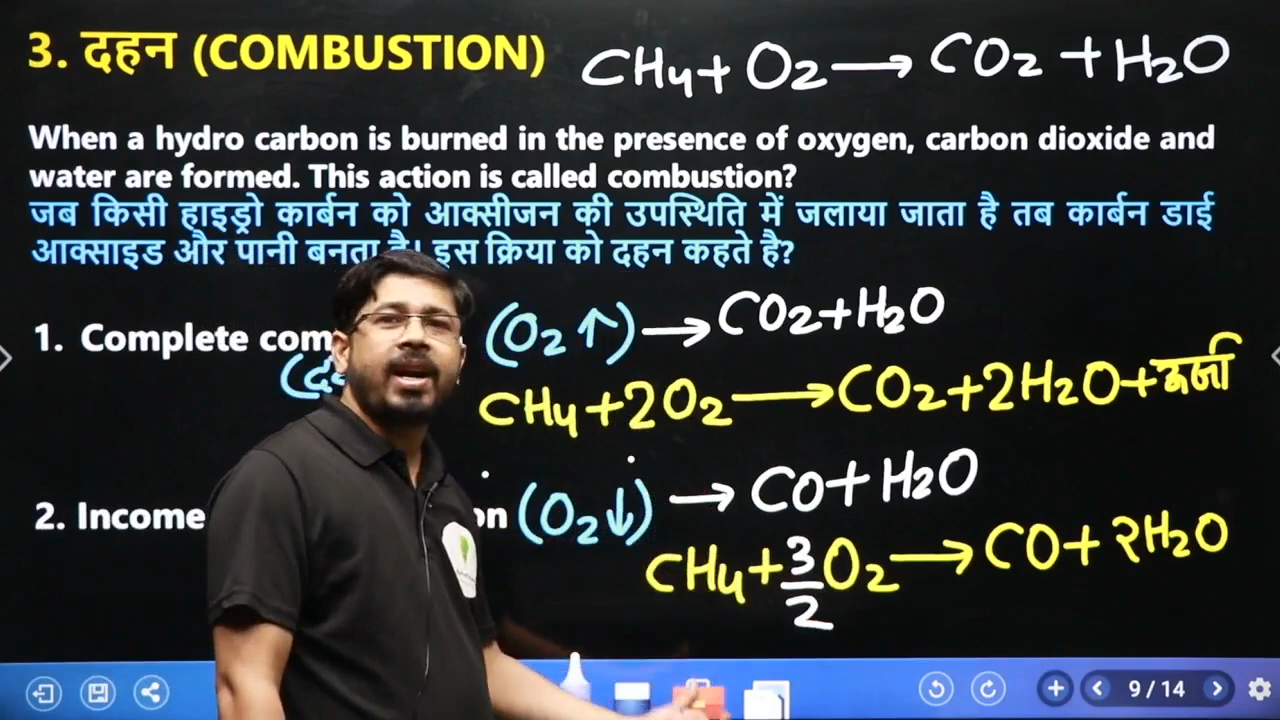 3. दहन (COMBUSTION) CH4 + O2 → CO2 + H2O
When a hydro carbon is burned in the presence of oxygen, carbon dioxide and
water are formed. This action is called combustion?
जब किसी हाइड्रो कार्बन को आक्सीजन की उपस्थिति में जलाया जाता है तब कार्बन डाई
आक्साइड और पानी बनता है। इस क्रिया को दहन कहते है?
1. Complete com (O2 ↑) → CO2 + H2O
CH4 + 2O2 → CO2 + 2H2O + ऊर्जा
2. Income on (O2 ↓) → CO + H2O
CH4 + 3/2 O2 → CO + 2H2O
9 / 14